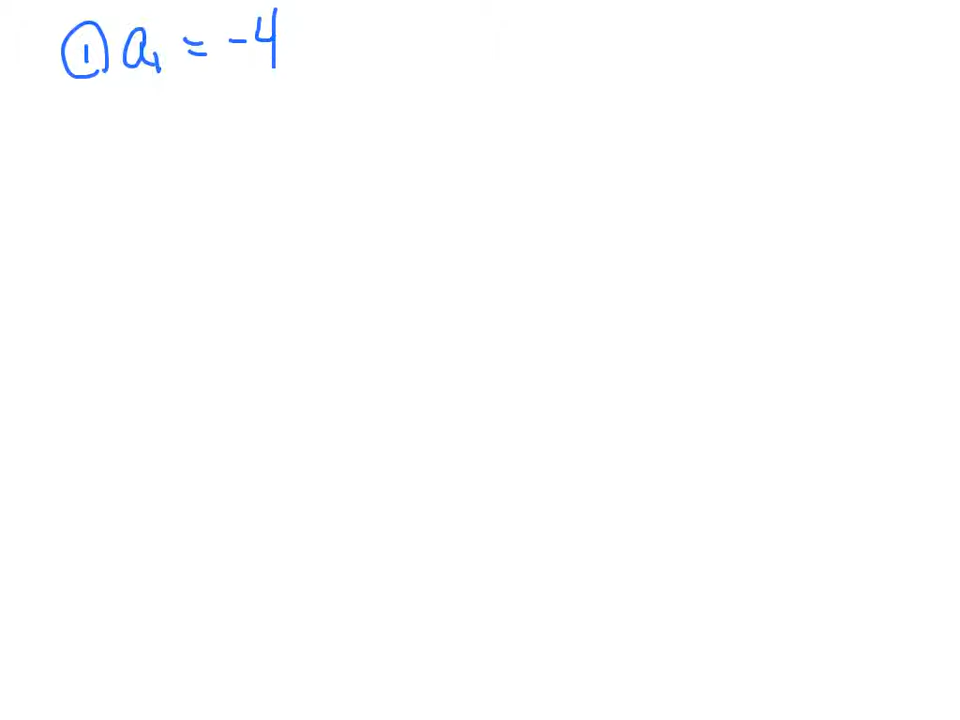 ① a₁ = -4